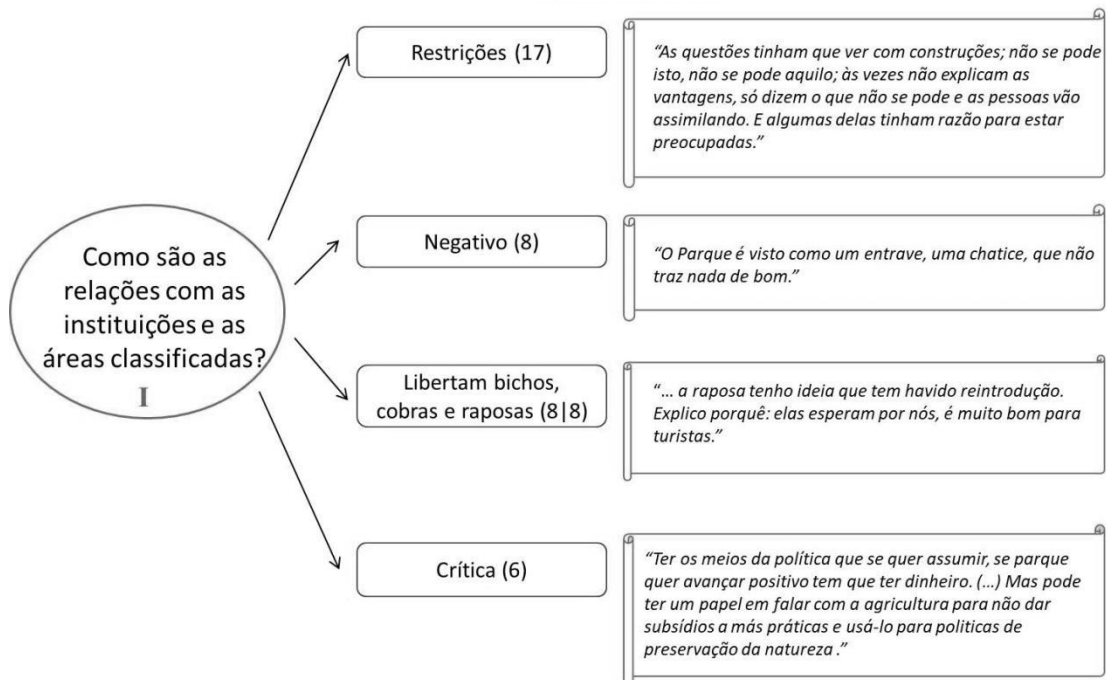 Como são as
relações com as
instituições e as
áreas classificadas?
I
Restrições (17)
“As questões tinham que ver com construções; não se pode
isto, não se pode aquilo; às vezes não explicam as
vantagens, só dizem o que não se pode e as pessoas vão
assimilando. E algumas delas tinham razão para estar
preocupadas.”
Negativo (8)
“O Parque é visto como um entrave, uma chatice, que não
traz nada de bom.”
Libertam bichos,
cobras e raposas (8|8)
“… a raposa tenho ideia que tem havido reintrodução.
Explico porquê: elas esperam por nós, é muito bom para
turistas.”
Crítica (6)
“Ter os meios da política que se quer assumir, se parque
quer avançar positivo tem que ter dinheiro. (…) Mas pode
ter um papel em falar com a agricultura para não dar
subsídios a más práticas e usá-lo para politicas de
preservação da natureza .”